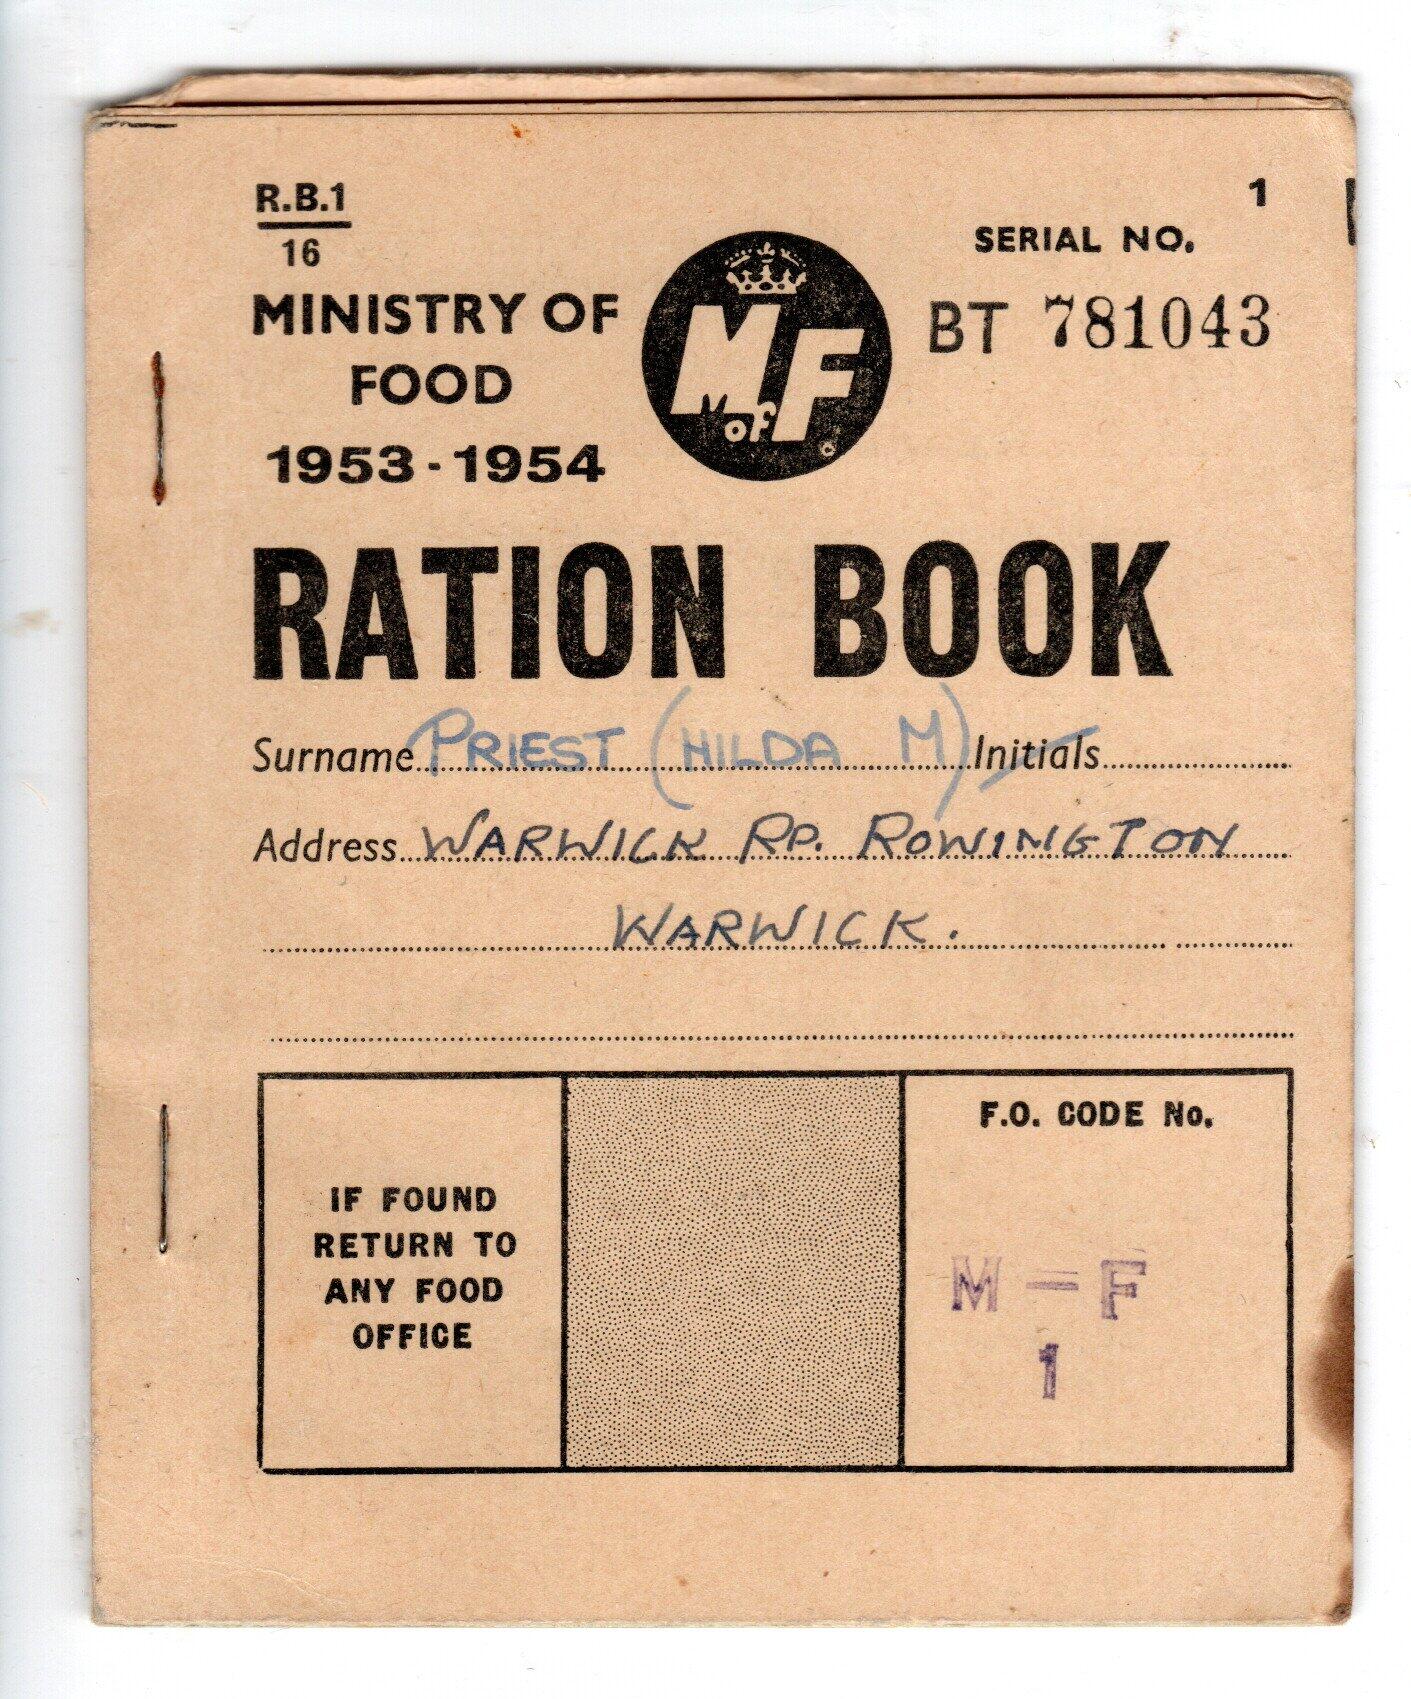 R.B.1
16
1
SERIAL NO.
BT 781043
MINISTRY OF
FOOD
1953-1954
M of F
RATION BOOK
Surname PRIEST (HILDA M) Initials
Address WARWICK RD. ROWINGTON
WARWICK.
IF FOUND
RETURN TO
ANY FOOD
OFFICE
F.O. CODE No.
M-F
1